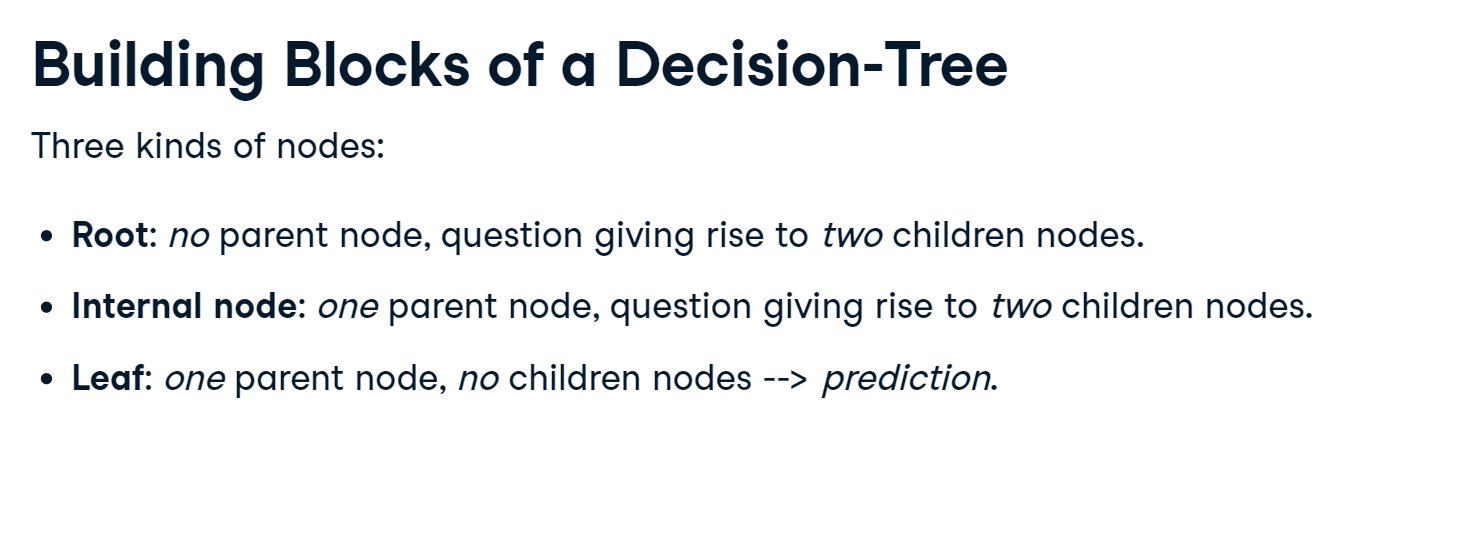 Building Blocks of a Decision-Tree
Three kinds of nodes:
• Root: no parent node, question giving rise to two children nodes.
• Internal node: one parent node, question giving rise to two children nodes.
• Leaf: one parent node, no children nodes --> prediction.